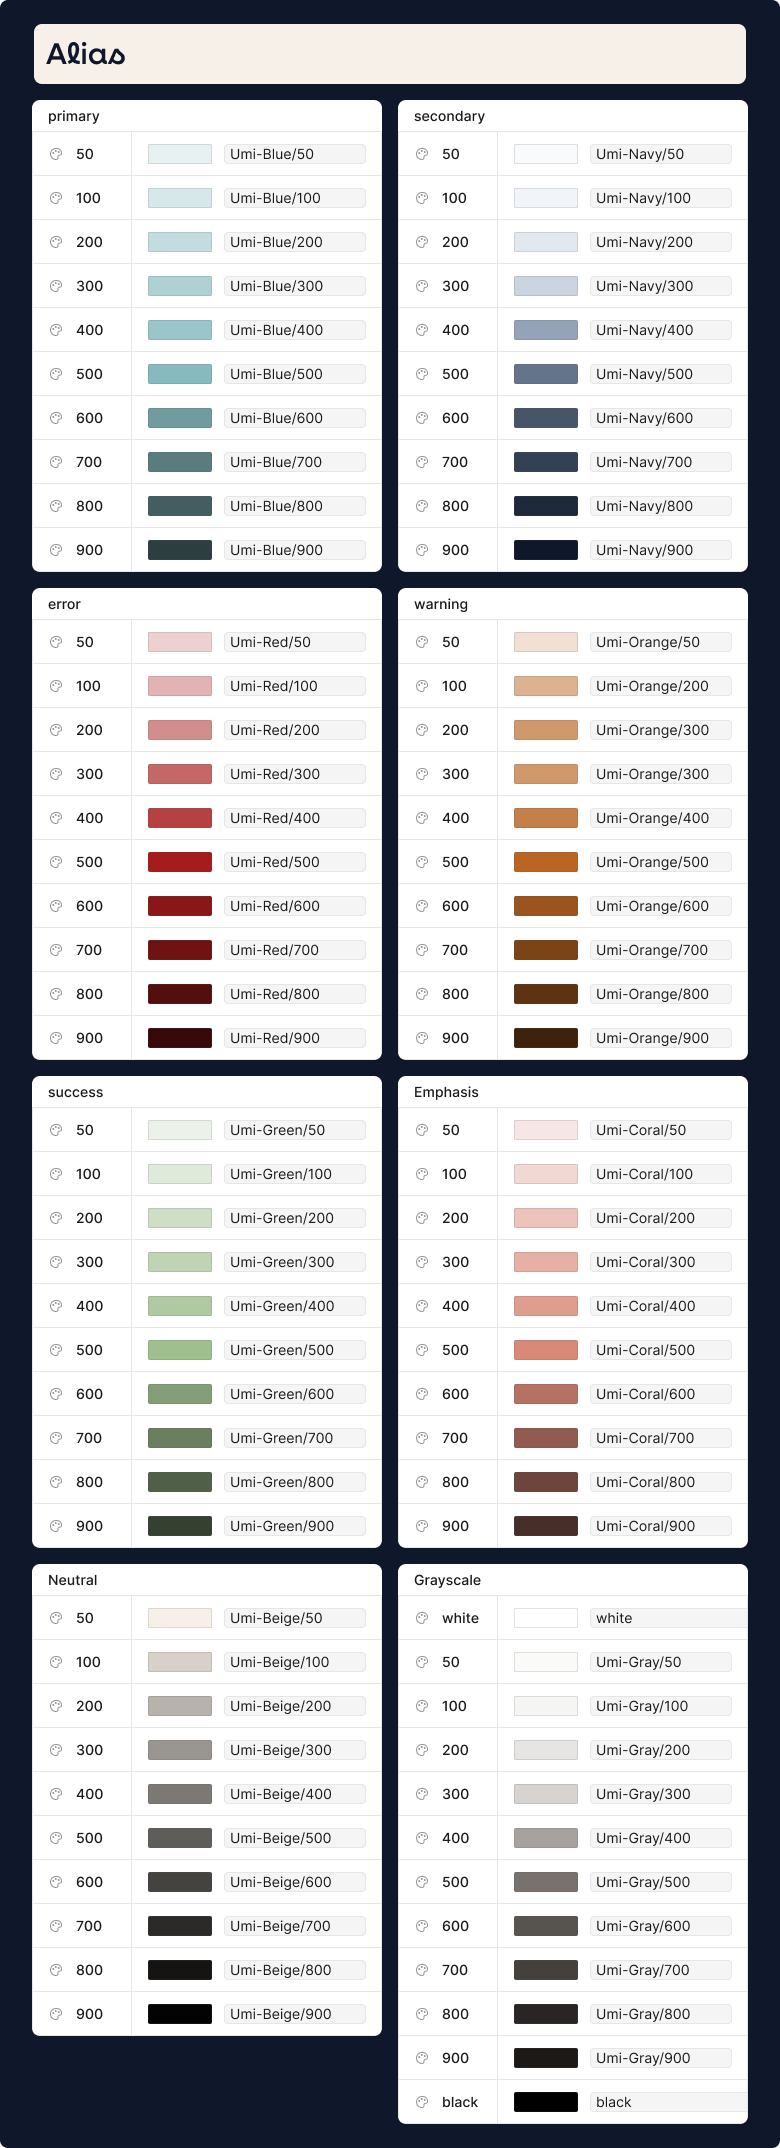 Alias
primary
50 Umi-Blue/50
100 Umi-Blue/100
200 Umi-Blue/200
300 Umi-Blue/300
400 Umi-Blue/400
500 Umi-Blue/500
600 Umi-Blue/600
700 Umi-Blue/700
800 Umi-Blue/800
900 Umi-Blue/900
secondary
50 Umi-Navy/50
100 Umi-Navy/100
200 Umi-Navy/200
300 Umi-Navy/300
400 Umi-Navy/400
500 Umi-Navy/500
600 Umi-Navy/600
700 Umi-Navy/700
800 Umi-Navy/800
900 Umi-Navy/900
error
50 Umi-Red/50
100 Umi-Red/100
200 Umi-Red/200
300 Umi-Red/300
400 Umi-Red/400
500 Umi-Red/500
600 Umi-Red/600
700 Umi-Red/700
800 Umi-Red/800
900 Umi-Red/900
warning
50 Umi-Orange/50
100 Umi-Orange/200
200 Umi-Orange/300
300 Umi-Orange/300
400 Umi-Orange/400
500 Umi-Orange/500
600 Umi-Orange/600
700 Umi-Orange/700
800 Umi-Orange/800
900 Umi-Orange/900
success
50 Umi-Green/50
100 Umi-Green/100
200 Umi-Green/200
300 Umi-Green/300
400 Umi-Green/400
500 Umi-Green/500
600 Umi-Green/600
700 Umi-Green/700
800 Umi-Green/800
900 Umi-Green/900
Emphasis
50 Umi-Coral/50
100 Umi-Coral/100
200 Umi-Coral/200
300 Umi-Coral/300
400 Umi-Coral/400
500 Umi-Coral/500
600 Umi-Coral/600
700 Umi-Coral/700
800 Umi-Coral/800
900 Umi-Coral/900
Neutral
50 Umi-Beige/50
100 Umi-Beige/100
200 Umi-Beige/200
300 Umi-Beige/300
400 Umi-Beige/400
500 Umi-Beige/500
600 Umi-Beige/600
700 Umi-Beige/700
800 Umi-Beige/800
900 Umi-Beige/900
Grayscale
white white
50 Umi-Gray/50
100 Umi-Gray/100
200 Umi-Gray/200
300 Umi-Gray/300
400 Umi-Gray/400
500 Umi-Gray/500
600 Umi-Gray/600
700 Umi-Gray/700
800 Umi-Gray/800
900 Umi-Gray/900
black black